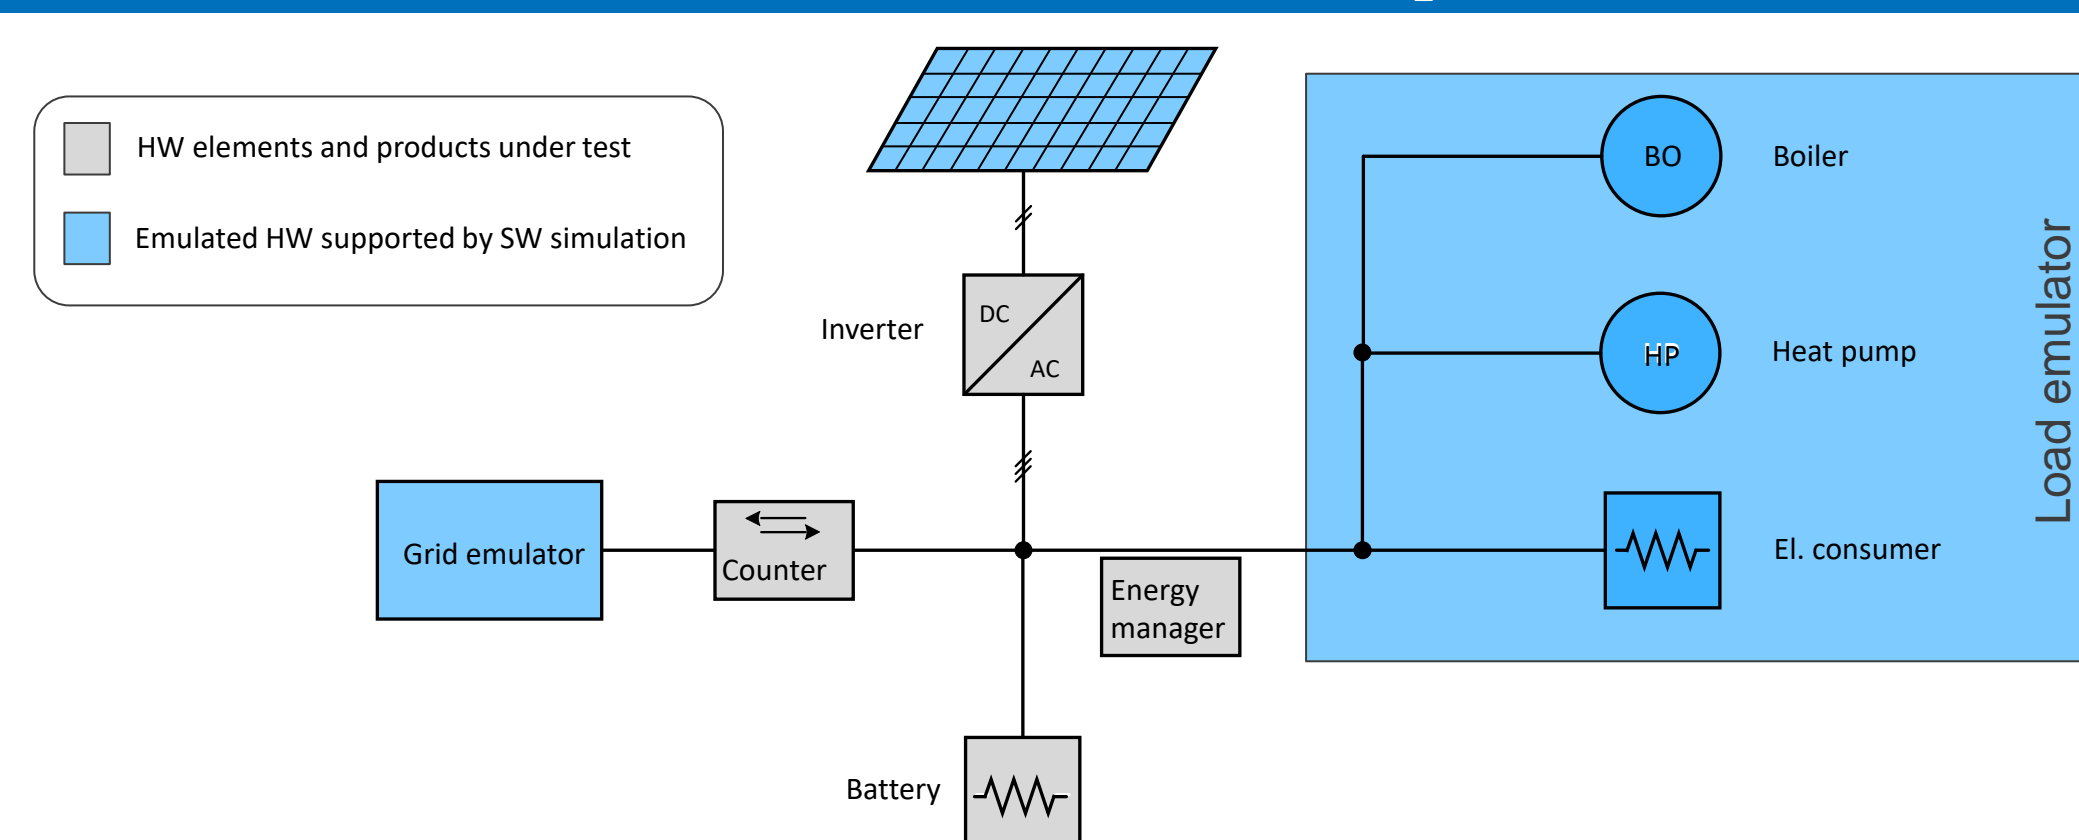 HW elements and products under test
Emulated HW supported by SW simulation
BO
Boiler
DC
AC
Inverter
HP
Heat pump
Load emulator
Grid emulator
Counter
Energy
manager
El. consumer
Battery